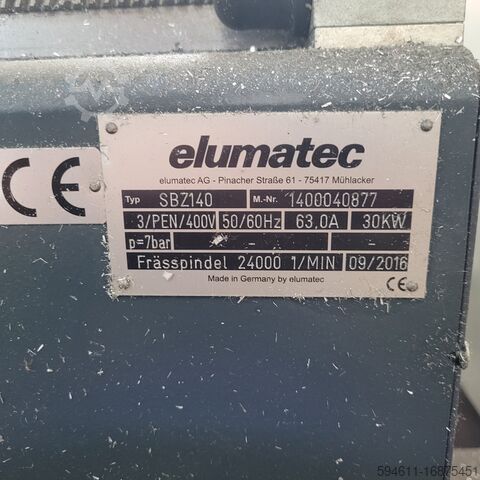 elumatec
elumatec AG - Pinacher Straße 61 - 75417 Mühlacker
Typ SBZ140 M.-Nr. 1400040877
3/PEN/400V 50/60Hz 63,0A 30KW
p=7bar - - -
Frässpindel 24000 1/MIN 09/2016
Made in Germany by elumatec CE
CE
594611-16875451